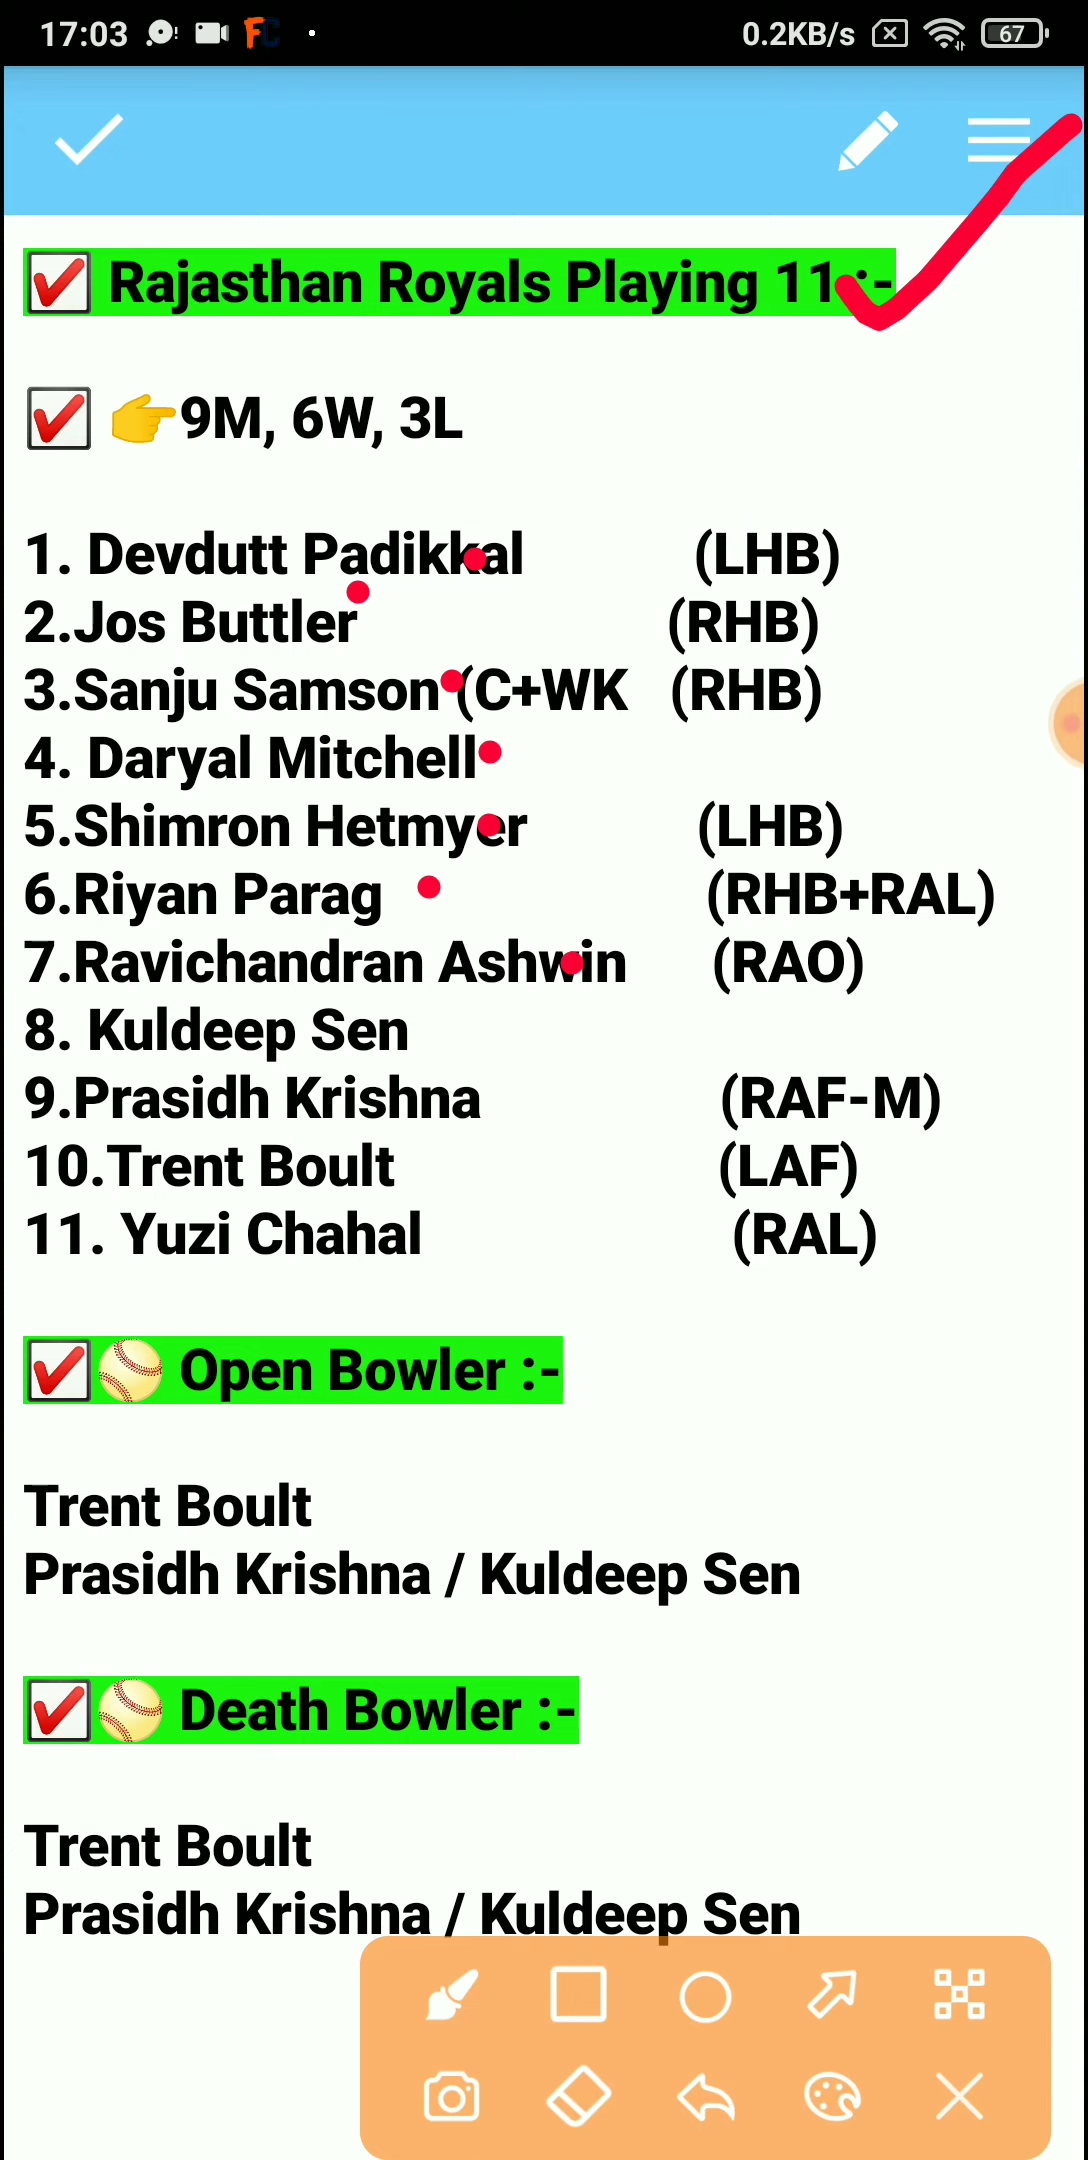 17:03 FC 0.2KB/s 67
Rajasthan Royals Playing 11 :-
9M, 6W, 3L
1. Devdutt Padikkal (LHB)
2.Jos Buttler (RHB)
3.Sanju Samson (C+WK (RHB)
4. Daryal Mitchell
5.Shimron Hetmyer (LHB)
6.Riyan Parag (RHB+RAL)
7.Ravichandran Ashwin (RAO)
8. Kuldeep Sen
9.Prasidh Krishna (RAF-M)
10.Trent Boult (LAF)
11. Yuzi Chahal (RAL)
Open Bowler :-
Trent Boult
Prasidh Krishna / Kuldeep Sen
Death Bowler :-
Trent Boult
Prasidh Krishna / Kuldeep Sen